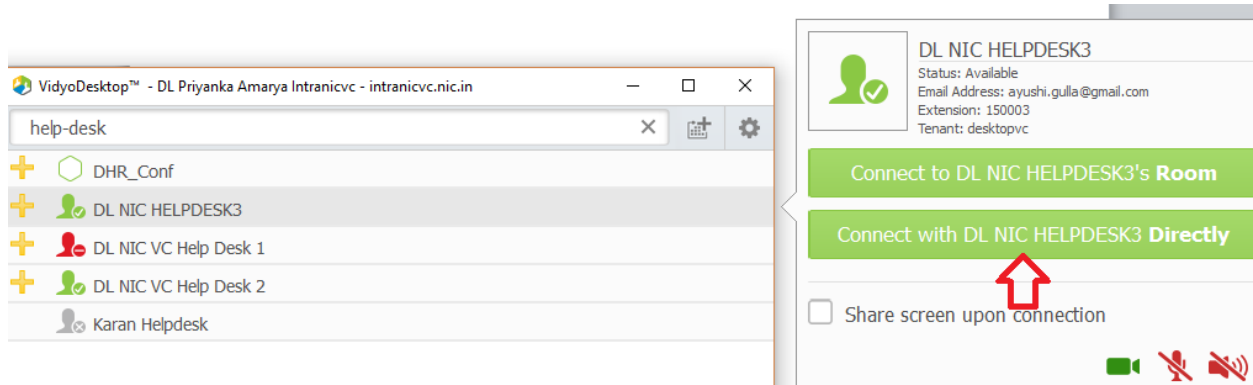 VidyoDesktop™ - DL Priyanka Amarya Intranicvc - intranicvc.nic.in
help-desk
DHR_Conf
DL NIC HELPDESK3
DL NIC VC Help Desk 1
DL NIC VC Help Desk 2
Karan Helpdesk
DL NIC HELPDESK3
Status: Available
Email Address: ayushi.gulla@gmail.com
Extension: 150003
Tenant: desktopvc
Connect to DL NIC HELPDESK3's Room
Connect with DL NIC HELPDESK3 Directly
Share screen upon connection